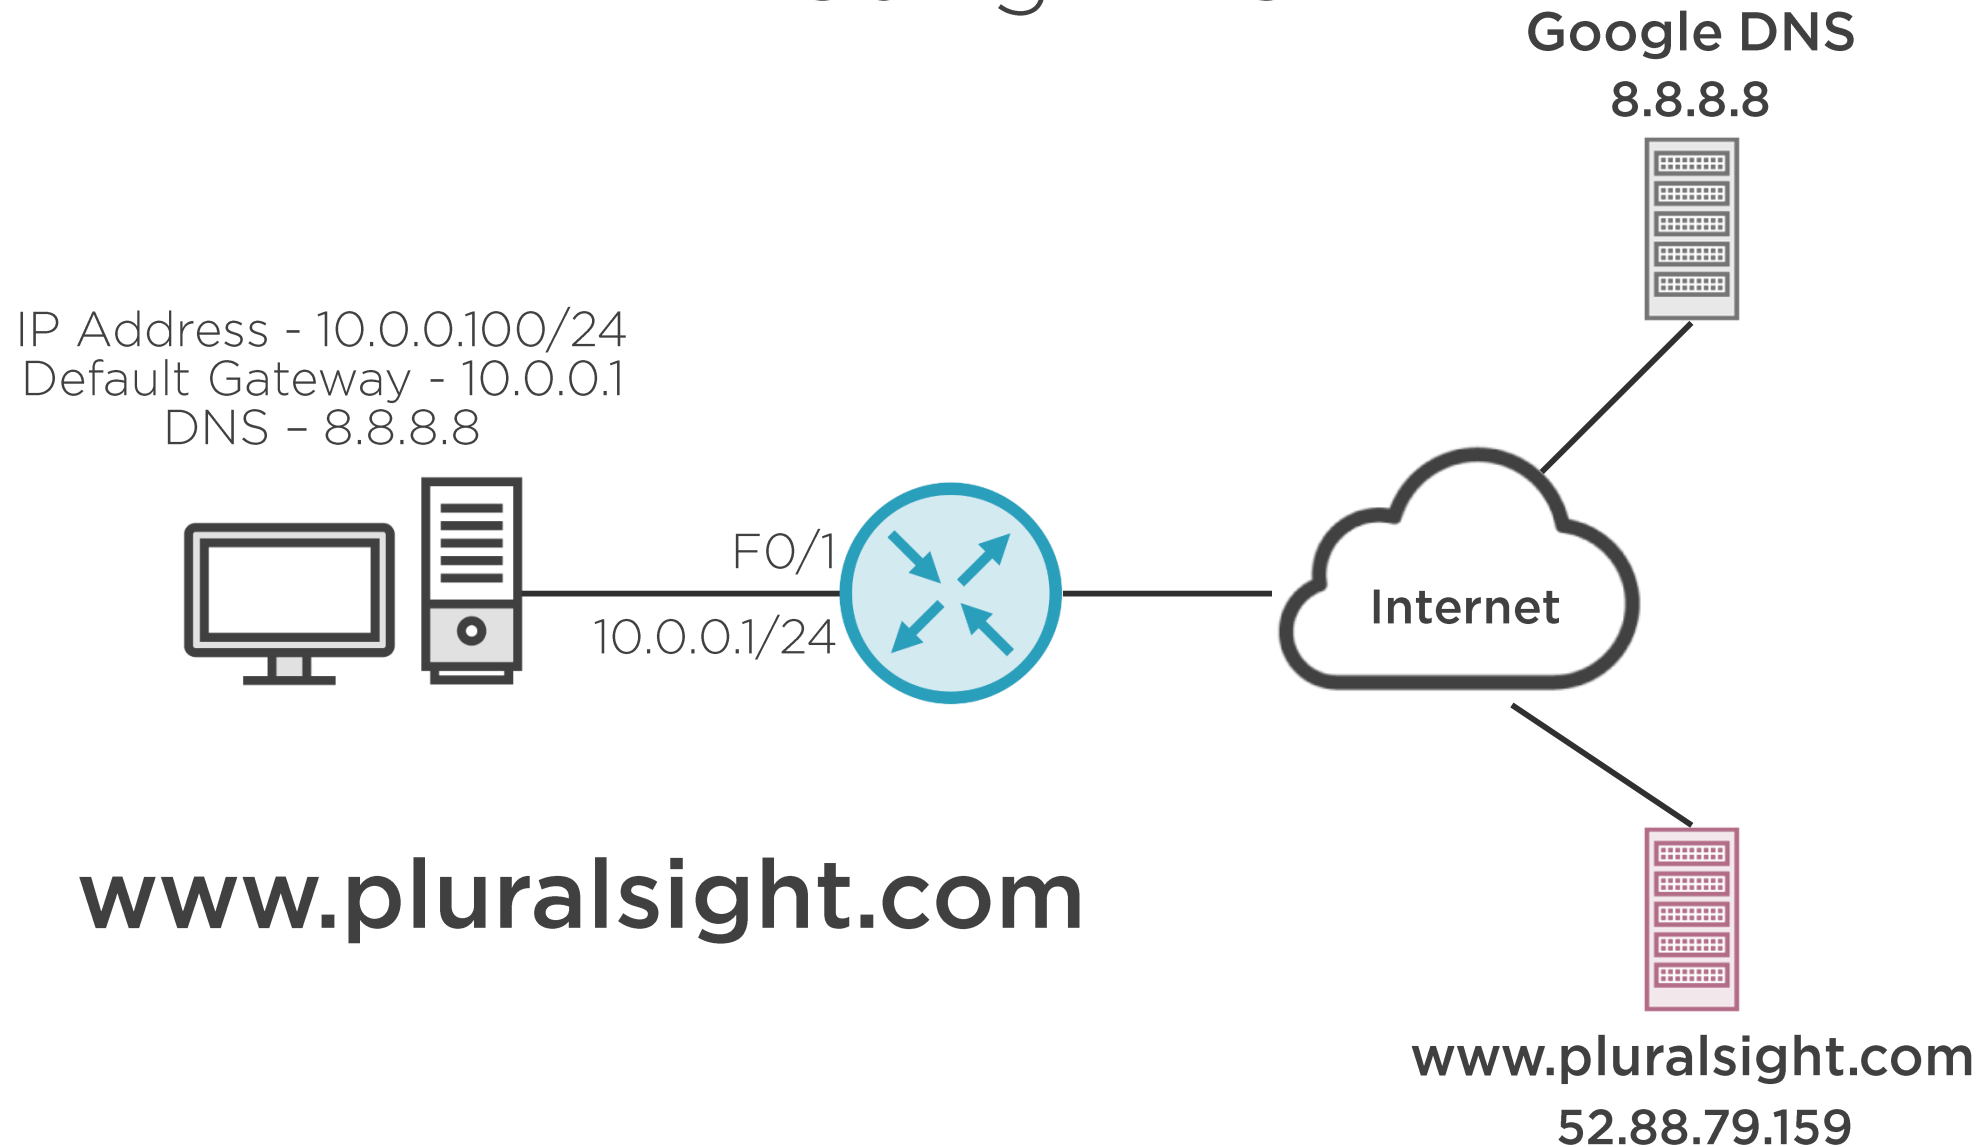 Google DNS
8.8.8.8
IP Address - 10.0.0.100/24
Default Gateway - 10.0.0.1
DNS – 8.8.8.8
F0/1
10.0.0.1/24
Internet
www.pluralsight.com
www.pluralsight.com
52.88.79.159